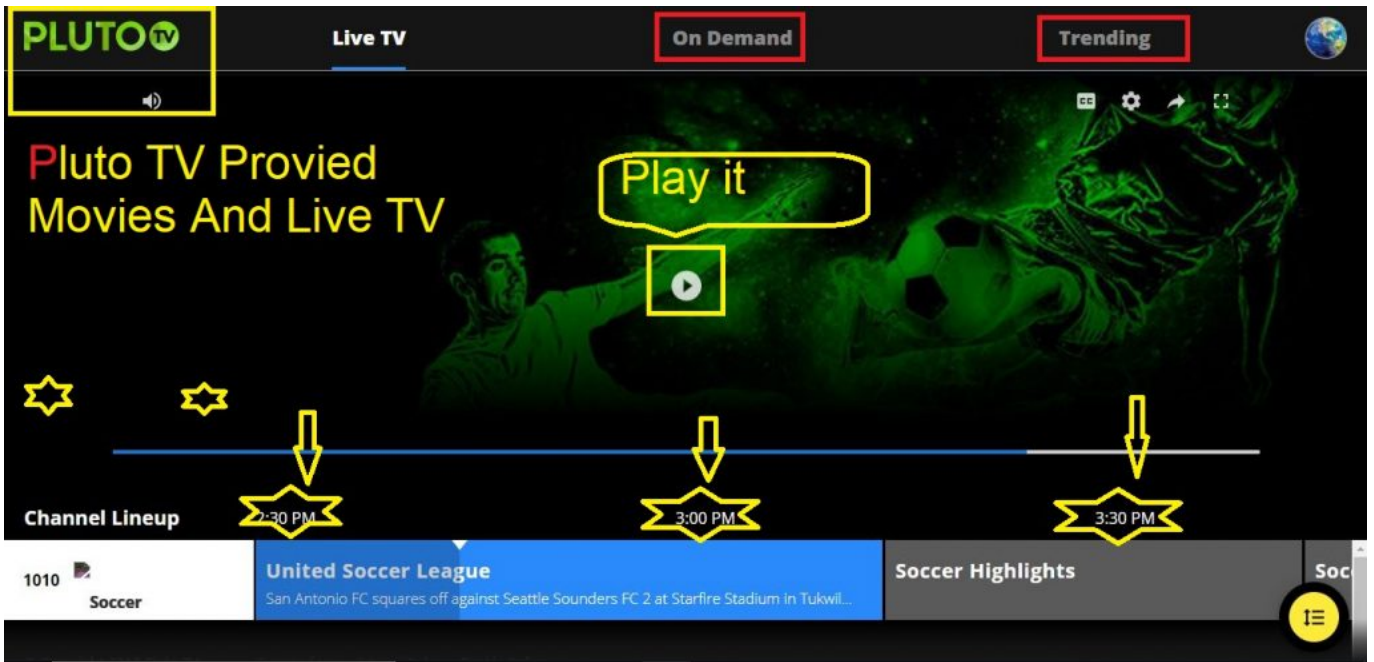 PLUTO TV
Live TV
On Demand
Trending
CC
Pluto TV Provied
Movies And Live TV
Play it
Channel Lineup
2:30 PM
3:00 PM
3:30 PM
1010
Soccer
United Soccer League
San Antonio FC squares off against Seattle Sounders FC 2 at Starfire Stadium in Tukwil...
Soccer Highlights
Soc